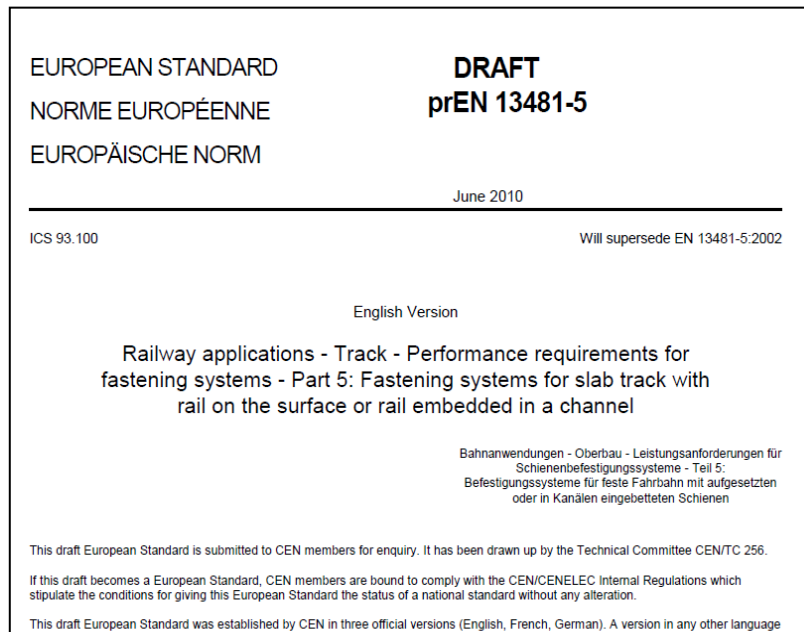 EUROPEAN STANDARD
NORME EUROPÉENNE
EUROPÄISCHE NORM
DRAFT
prEN 13481-5
June 2010
ICS 93.100
Will supersede EN 13481-5:2002
English Version
Railway applications - Track - Performance requirements for
fastening systems - Part 5: Fastening systems for slab track with
rail on the surface or rail embedded in a channel
Bahnanwendungen - Oberbau - Leistungsanforderungen für
Schienenbefestigungssysteme - Teil 5:
Befestigungssysteme für feste Fahrbahn mit aufgesetzten
oder in Kanälen eingebetteten Schienen
This draft European Standard is submitted to CEN members for enquiry. It has been drawn up by the Technical Committee CEN/TC 256.
If this draft becomes a European Standard, CEN members are bound to comply with the CEN/CENELEC Internal Regulations which
stipulate the conditions for giving this European Standard the status of a national standard without any alteration.
This draft European Standard was established by CEN in three official versions (English, French, German). A version in any other language